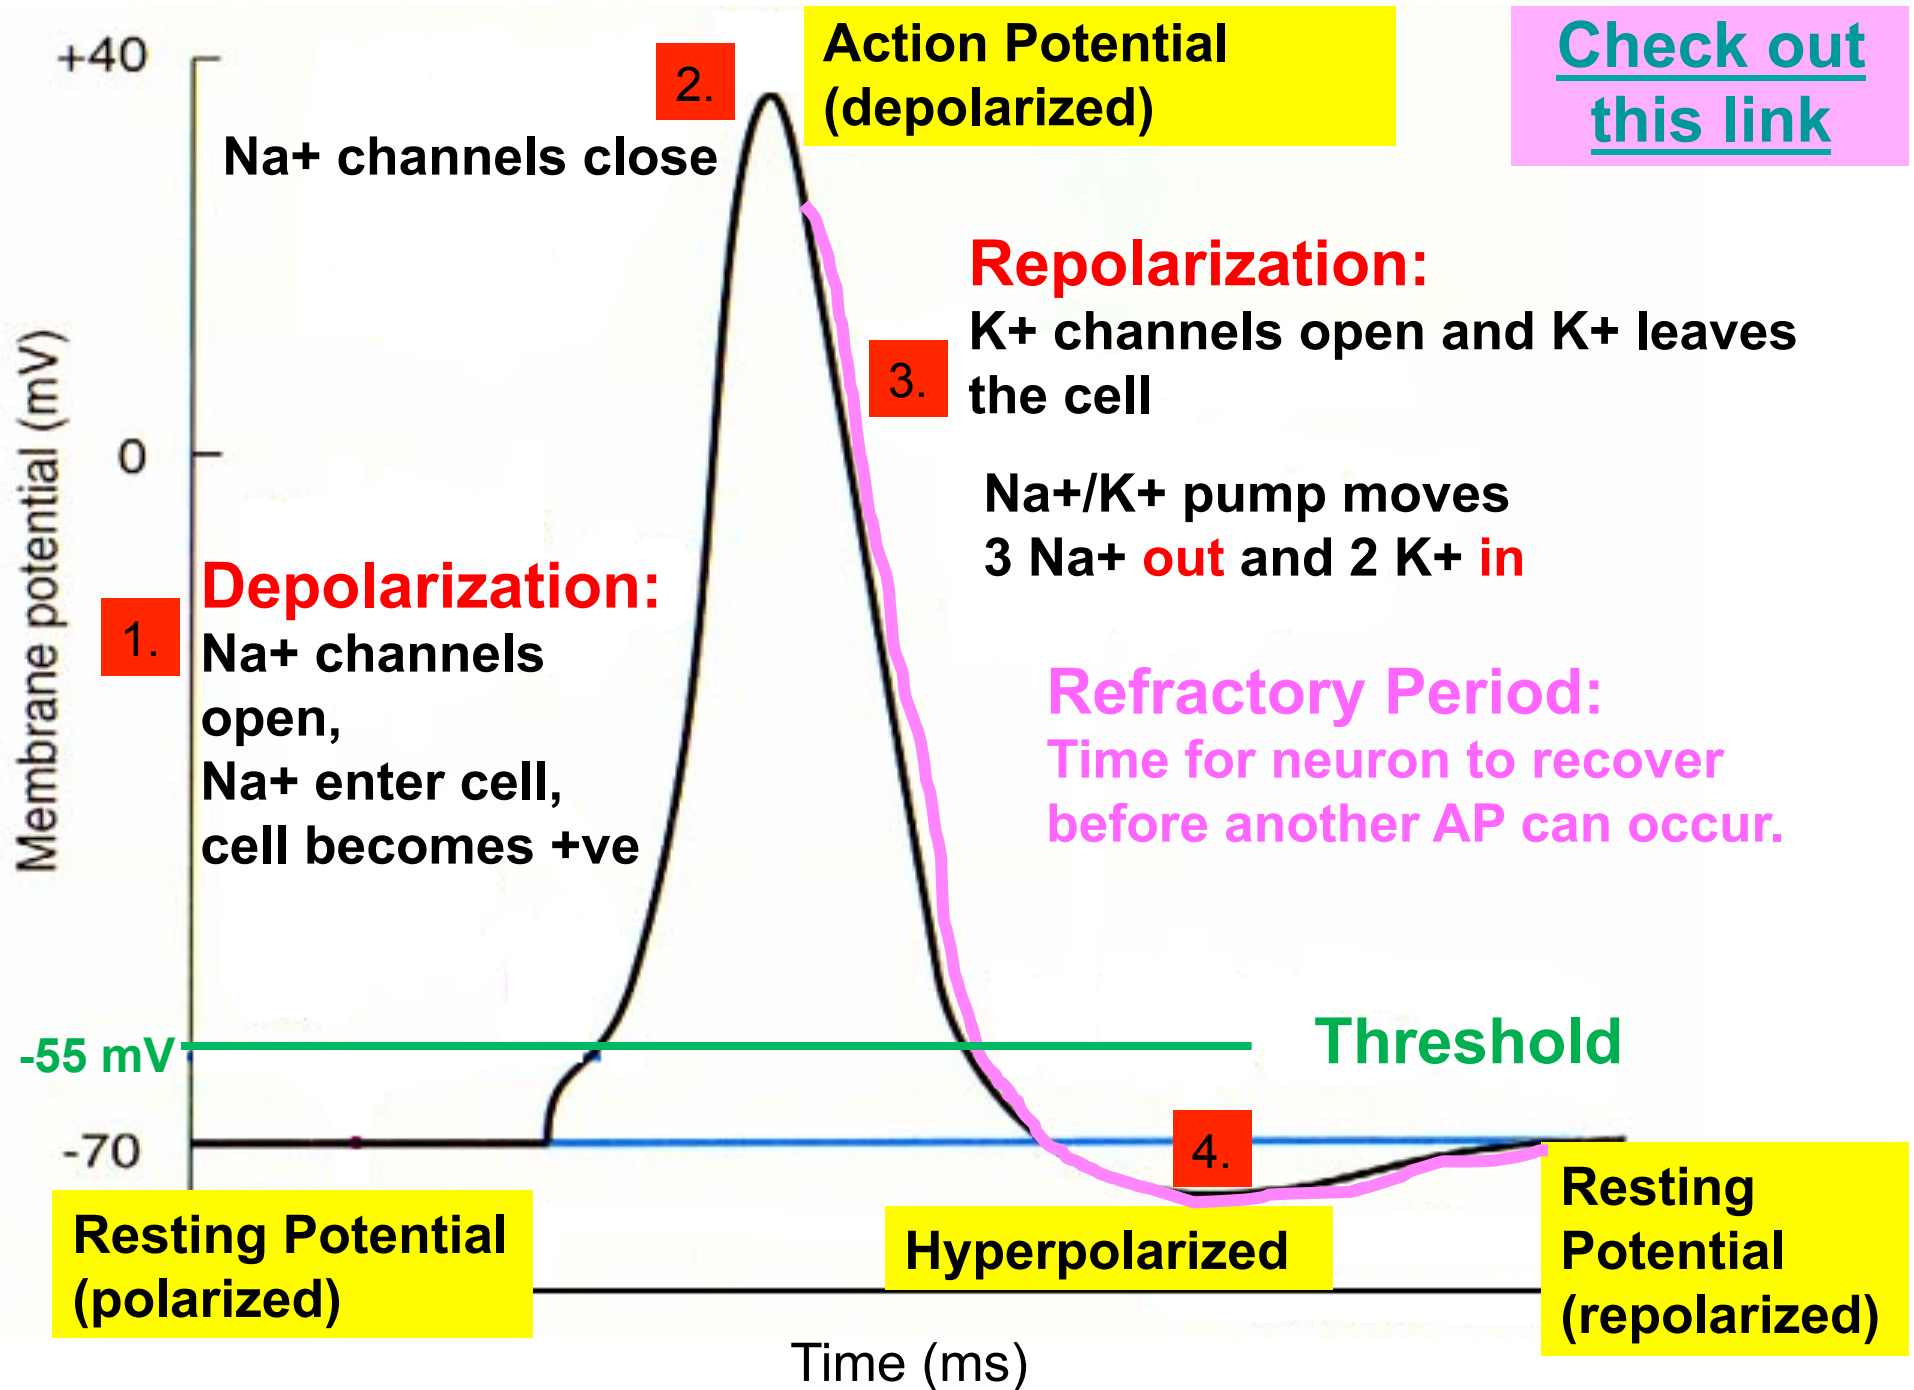 +40
2.
Action Potential
(depolarized)
Check out
this link
Na+ channels close
Repolarization:
K+ channels open and K+ leaves
the cell
3.
Na+/K+ pump moves
3 Na+ out and 2 K+ in
Membrane potential (mV)
0
1.
Depolarization:
Na+ channels
open,
Na+ enter cell,
cell becomes +ve
Refractory Period:
Time for neuron to recover
before another AP can occur.
-55 mV
Threshold
-70
4.
Resting Potential
(polarized)
Hyperpolarized
Resting
Potential
(repolarized)
Time (ms)